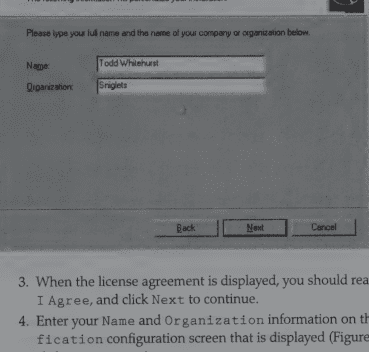 Please type your full name and the name of your company or organization below.
Name:
Todd Whitehurst
Organization:
Sniglets
Back
Next
Cancel
3. When the license agreement is displayed, you should rea
I Agree, and click Next to continue.
4. Enter your Name and Organization information on th
fication configuration screen that is displayed (Figure